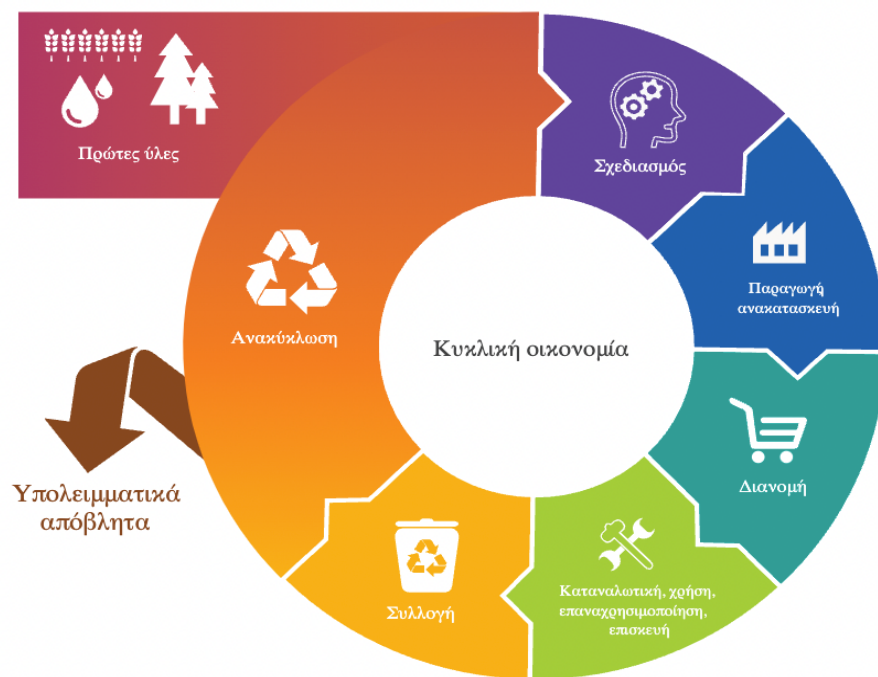 Πρώτες ύλες
Σχεδιασμός
Παραγωγή,
ανακατασκευή
Διανομή
Καταναλωτική, χρήση,
επαναχρησιμοποίηση,
επισκευή
Συλλογή
Ανακύκλωση
Υπολειμματικά
απόβλητα
Κυκλική οικονομία